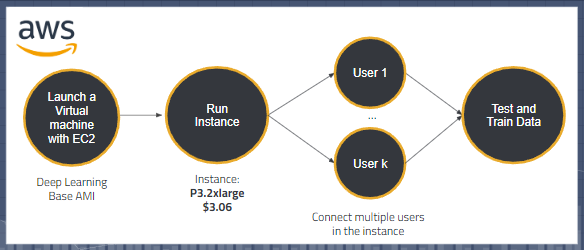 aws
Launch a
Virtual
machine
with EC2
Deep Learning
Base AMI
Run
Instance
Instance:
P3.2xlarge
$3.06
User 1
...
User k
Connect multiple users
in the instance
Test and
Train Data